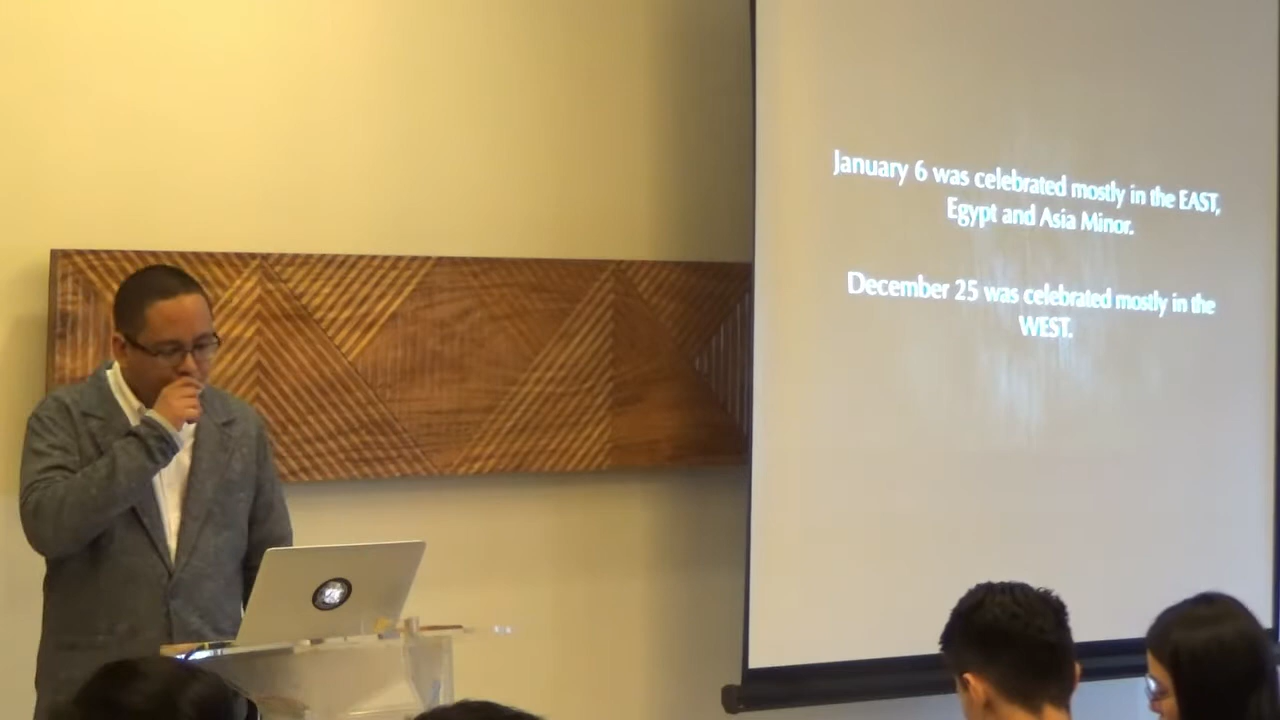 January 6 was celebrated mostly in the EAST,
Egypt and Asia Minor.
December 25 was celebrated mostly in the
WEST.